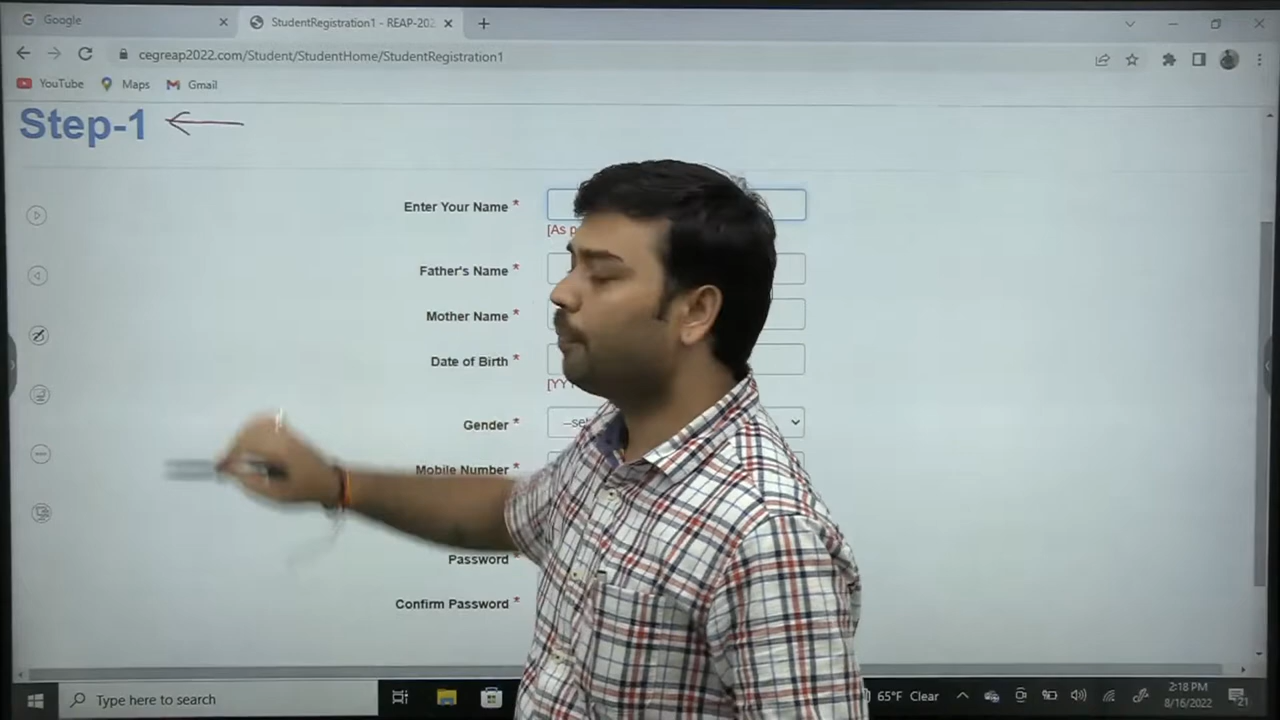 Google
StudentRegistration1 - REAP-202
cegreap2022.com/Student/StudentHome/StudentRegistration1
YouTube Maps Gmail
Step-1
Enter Your Name *
[As p
Father's Name *
Mother Name *
Date of Birth *
[YY
Gender *
Mobile Number *
Password
Confirm Password *
Type here to search
65°F Clear
2:18 PM
8/16/2022
21